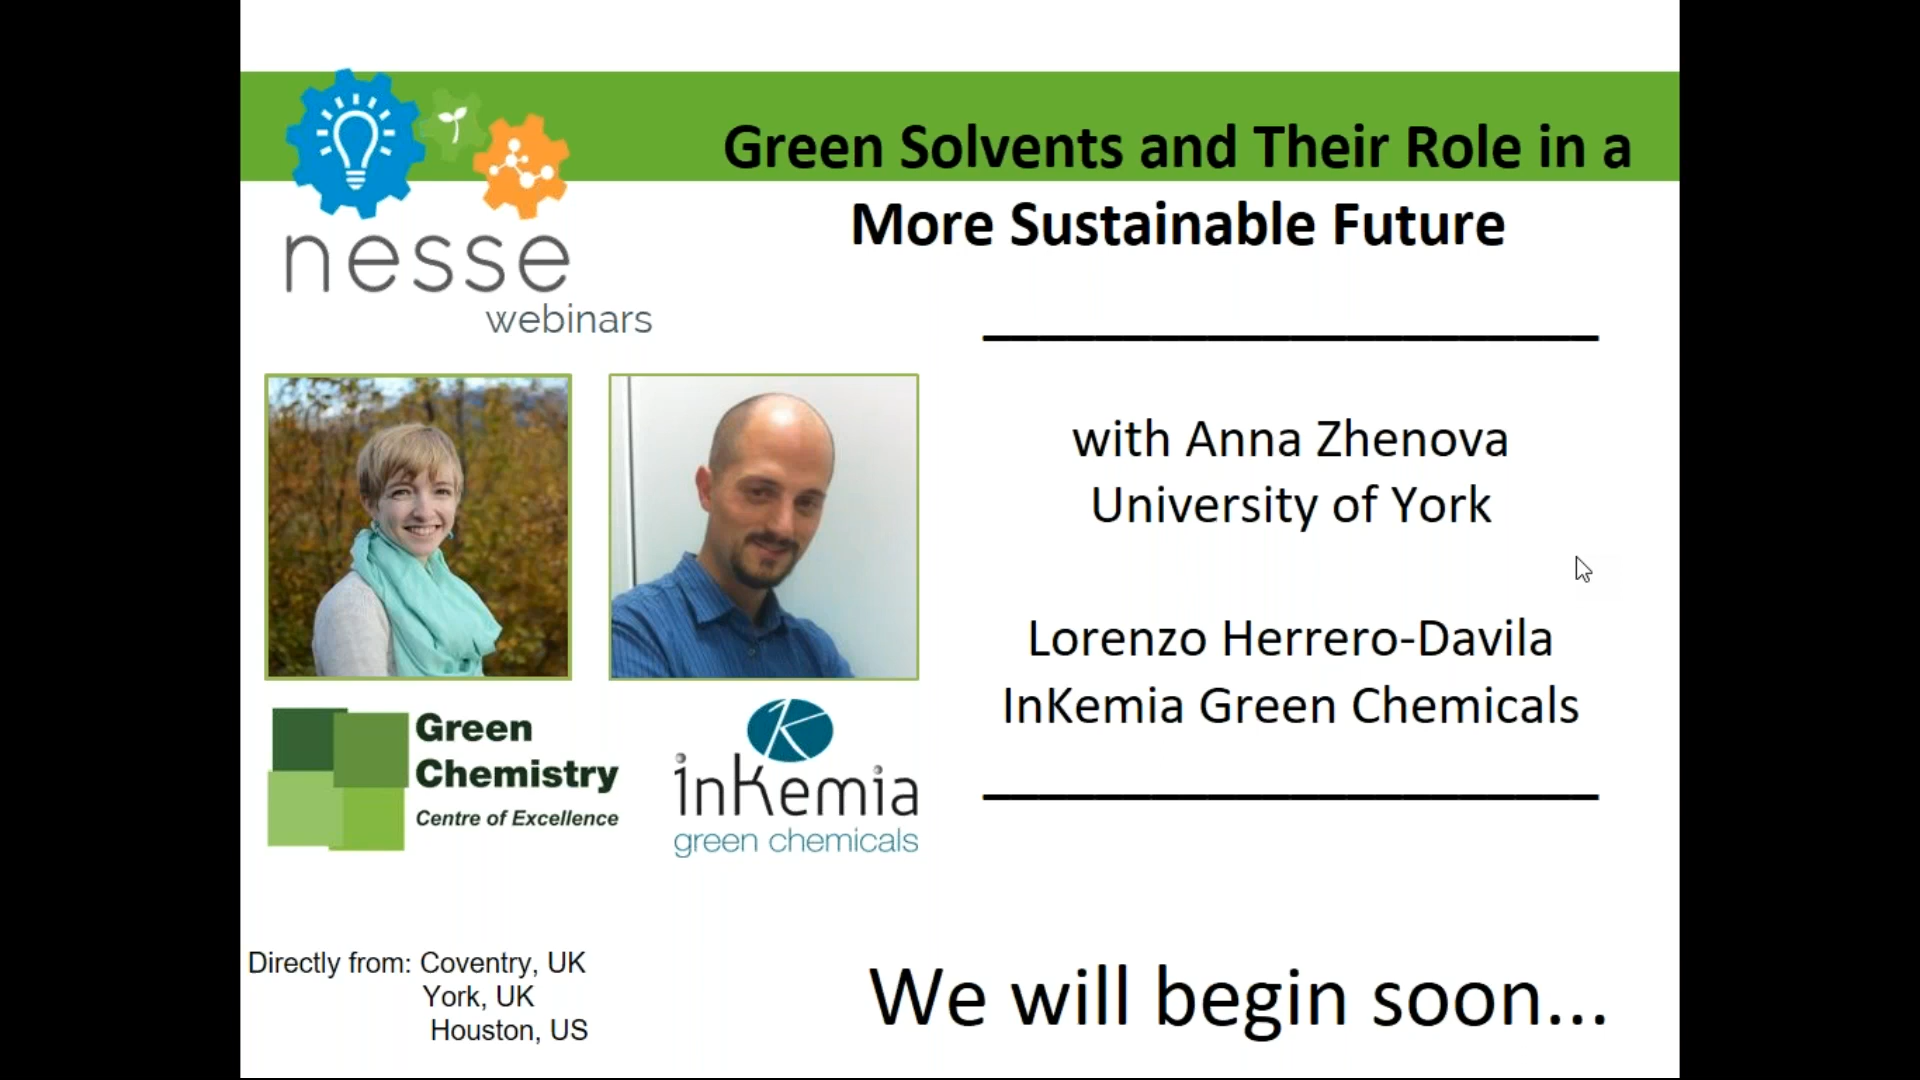 Green Solvents and Their Role in a
More Sustainable Future
nesse
webinars
with Anna Zhenova
University of York
Lorenzo Herrero-Davila
InKemia Green Chemicals
Green
Chemistry
Centre of Excellence
inKemia
green chemicals
Directly from: Coventry, UK
York, UK
Houston, US
We will begin soon...